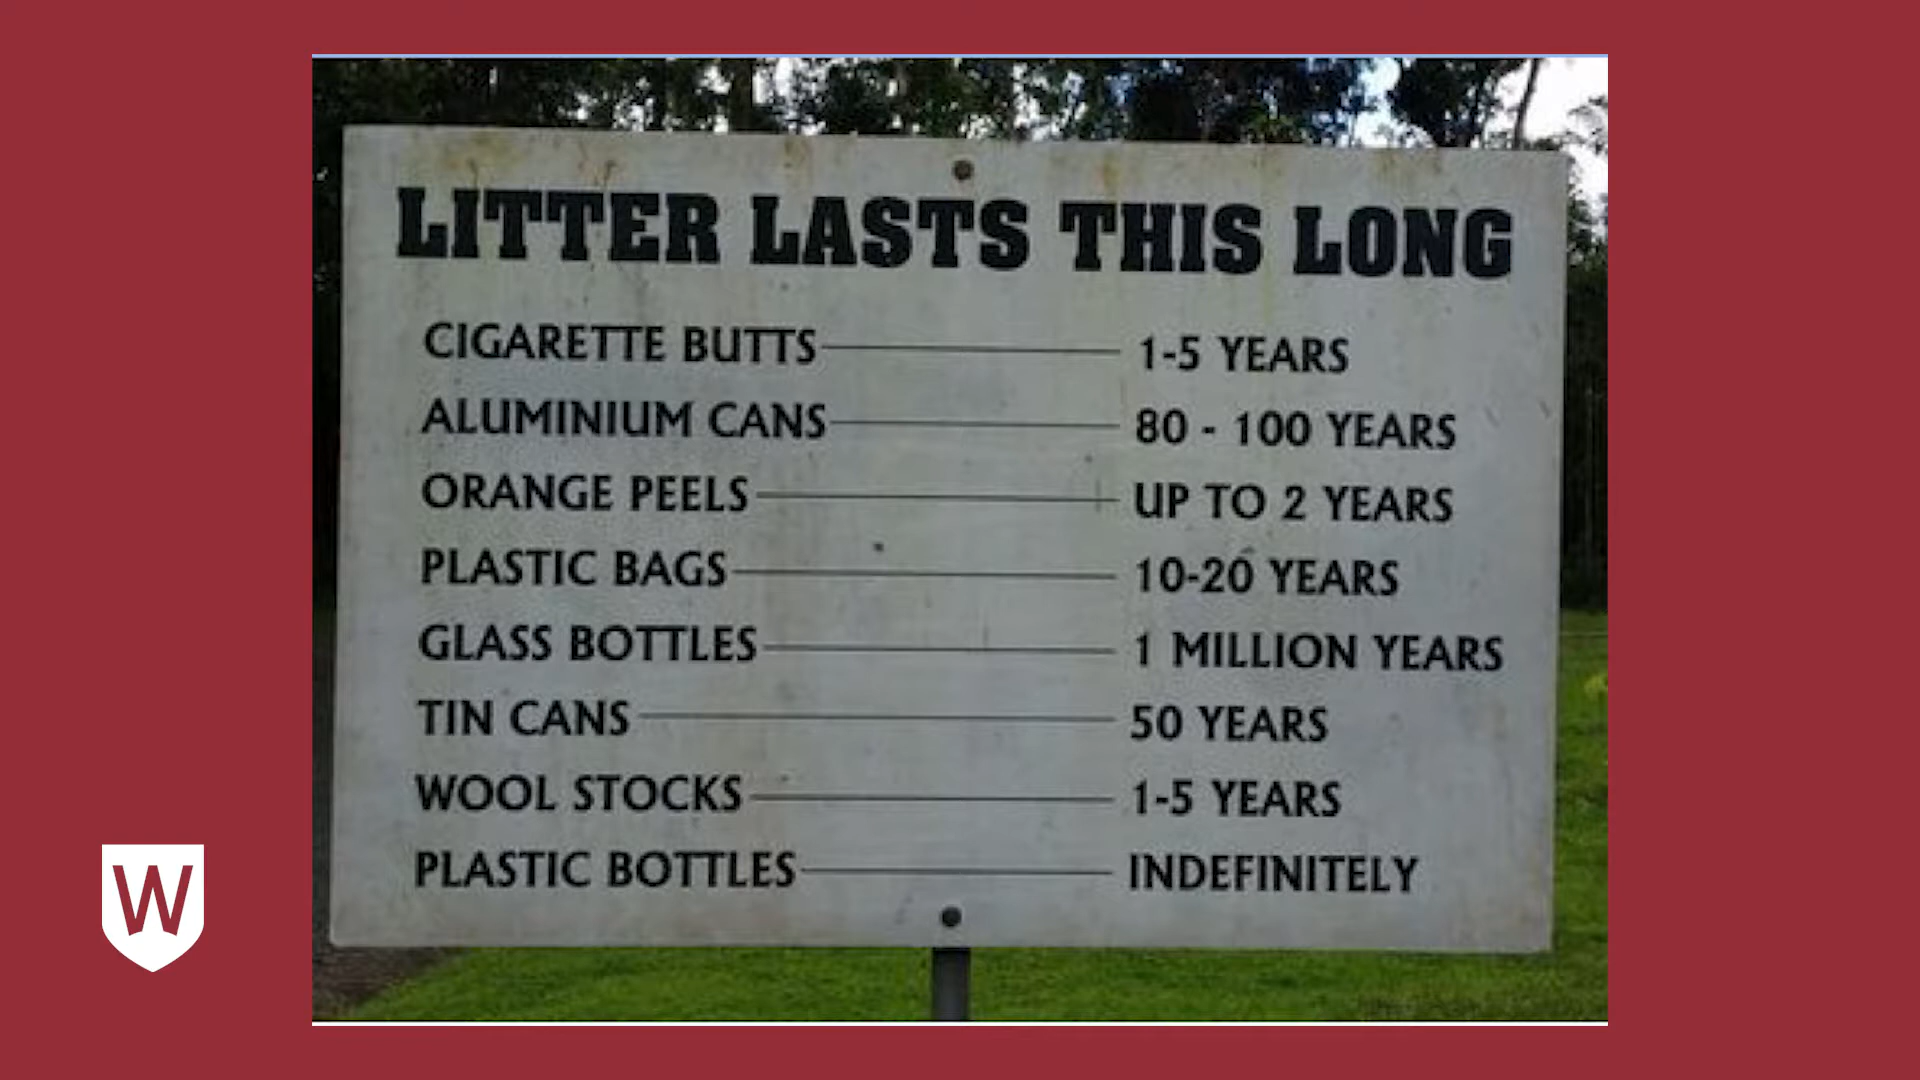 LITTER LASTS THIS LONG
CIGARETTE BUTTS 1-5 YEARS
ALUMINIUM CANS 80 - 100 YEARS
ORANGE PEELS UP TO 2 YEARS
PLASTIC BAGS 10-20 YEARS
GLASS BOTTLES 1 MILLION YEARS
TIN CANS 50 YEARS
WOOL STOCKS 1-5 YEARS
PLASTIC BOTTLES INDEFINITELY
W